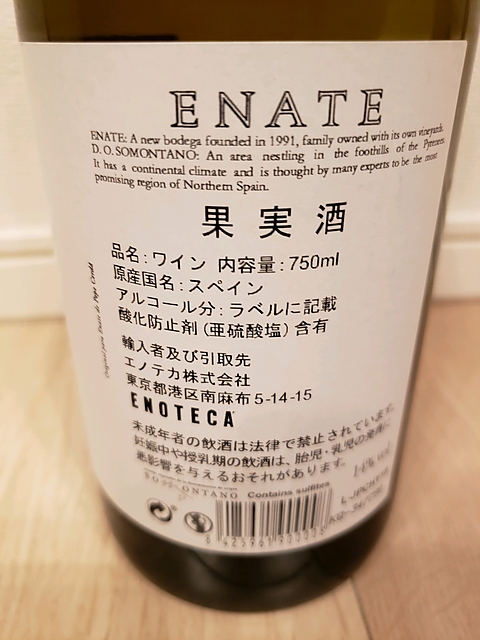 ENATE
ENATE: A new bodega founded in 1991, family owned with its own vineyards.
D. O. SOMONTANO: An area nestling in the foothills of the Pyrenees.
It has a continental climate and is thought by many experts to be the most
promising region of Northern Spain.
果実酒
品名:ワイン 内容量:750ml
原産国名:スペイン
アルコール分:ラベルに記載
酸化防止剤(亜硫酸塩)含有
輸入者及び引取先
エノテカ株式会社
東京都港区南麻布5-14-15
ENOTECA
未成年者の飲酒は法律で禁止されています。
妊娠中や授乳期の飲酒は、胎児・乳児の発育に
悪影響を与えるおそれがあります。
SOMONTANO Contains sulfites